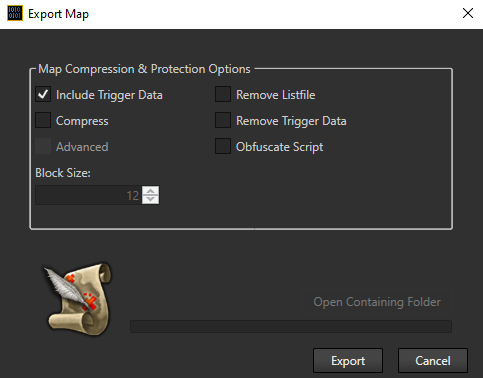 Export Map
Map Compression & Protection Options
Include Trigger Data
Remove Listfile
Compress
Remove Trigger Data
Advanced
Obfuscate Script
Block Size:
12
Open Containing Folder
Export
Cancel